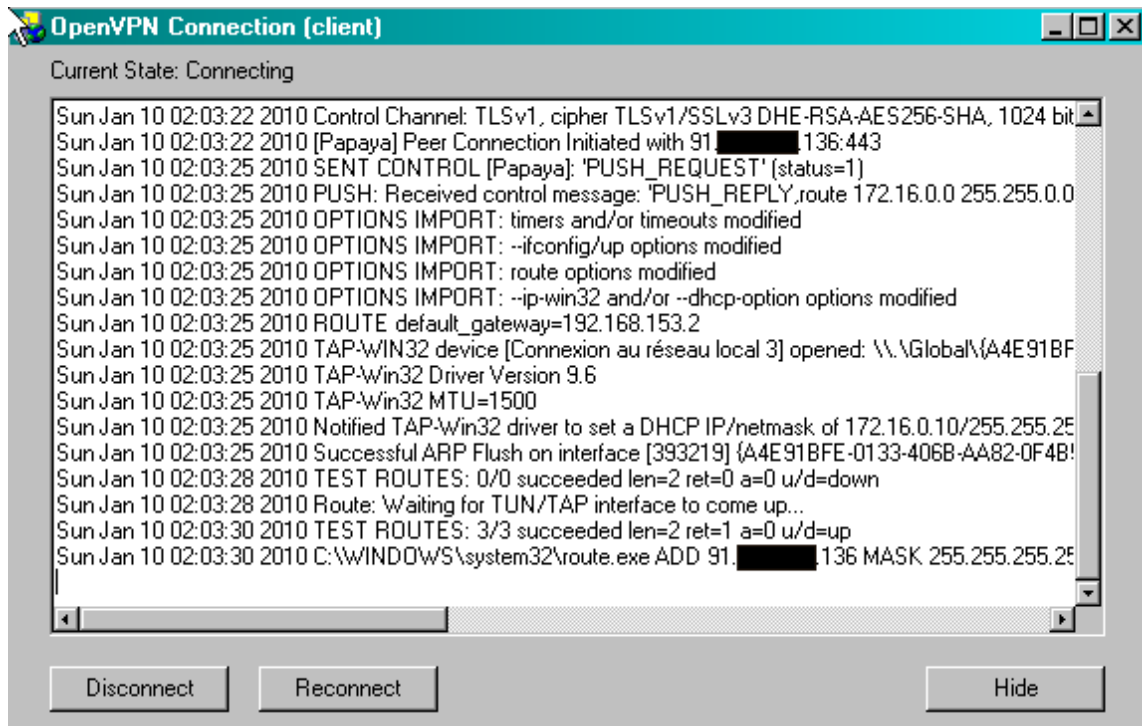 OpenVPN Connection (client)
Current State: Connecting
Sun Jan 10 02:03:22 2010 Control Channel: TLSv1, cipher TLSv1/SSLv3 DHE-RSA-AES256-SHA, 1024 bit
Sun Jan 10 02:03:22 2010 [Papaya] Peer Connection Initiated with 91. .136:443
Sun Jan 10 02:03:25 2010 SENT CONTROL [Papaya]: 'PUSH_REQUEST' (status=1)
Sun Jan 10 02:03:25 2010 PUSH: Received control message: 'PUSH_REPLY,route 172.16.0.0 255.255.0.0
Sun Jan 10 02:03:25 2010 OPTIONS IMPORT: timers and/or timeouts modified
Sun Jan 10 02:03:25 2010 OPTIONS IMPORT: --ifconfig/up options modified
Sun Jan 10 02:03:25 2010 OPTIONS IMPORT: route options modified
Sun Jan 10 02:03:25 2010 OPTIONS IMPORT: --ip-win32 and/or --dhcp-option options modified
Sun Jan 10 02:03:25 2010 ROUTE default_gateway=192.168.153.2
Sun Jan 10 02:03:25 2010 TAP-WIN32 device [Connexion au réseau local 3] opened: \\.\Global\{A4E91BF
Sun Jan 10 02:03:25 2010 TAP-Win32 Driver Version 9.6
Sun Jan 10 02:03:25 2010 TAP-Win32 MTU=1500
Sun Jan 10 02:03:25 2010 Notified TAP-Win32 driver to set a DHCP IP/netmask of 172.16.0.10/255.255.25
Sun Jan 10 02:03:25 2010 Successful ARP Flush on interface [393219] {A4E91BFE-0133-406B-AA82-0F4B
Sun Jan 10 02:03:28 2010 TEST ROUTES: 0/0 succeeded len=2 ret=0 a=0 u/d=down
Sun Jan 10 02:03:28 2010 Route: Waiting for TUN/TAP interface to come up...
Sun Jan 10 02:03:30 2010 TEST ROUTES: 3/3 succeeded len=2 ret=1 a=0 u/d=up
Sun Jan 10 02:03:30 2010 C:\WINDOWS\system32\route.exe ADD 91. .136 MASK 255.255.255.25
Disconnect
Reconnect
Hide